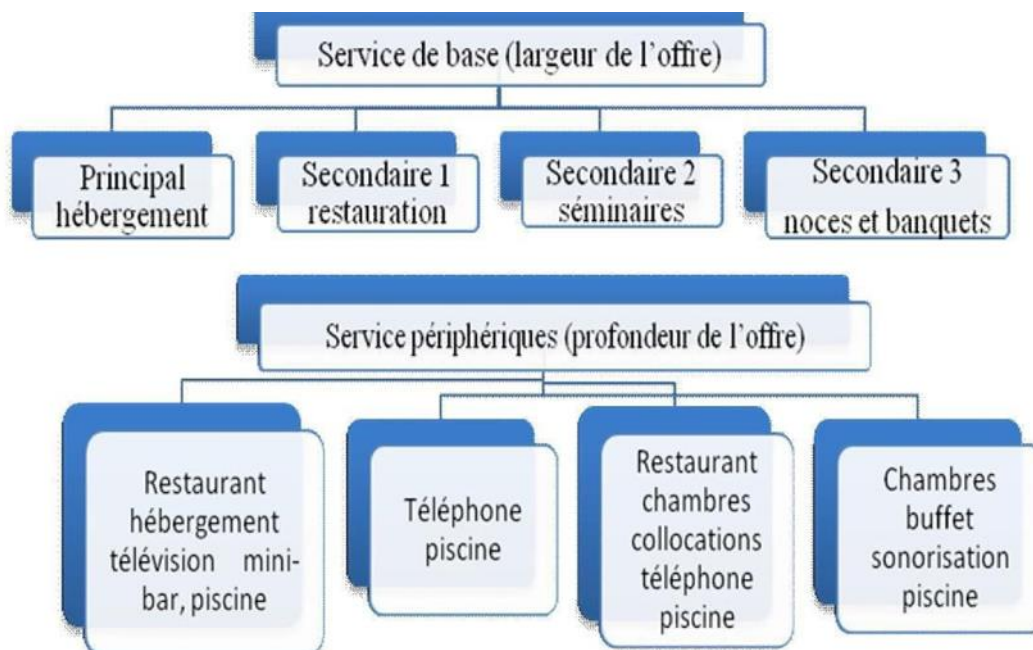 Service de base (largeur de l'offre)
Principal
hébergement
Secondaire 1
restauration
Secondaire 2
séminaires
Secondaire 3
noces et banquets
Service périphériques (profondeur de l'offre)
Restaurant
hébergement
télévision mini-
bar, piscine
Téléphone
piscine
Restaurant
chambres
collocations
téléphone
piscine
Chambres
buffet
sonorisation
piscine